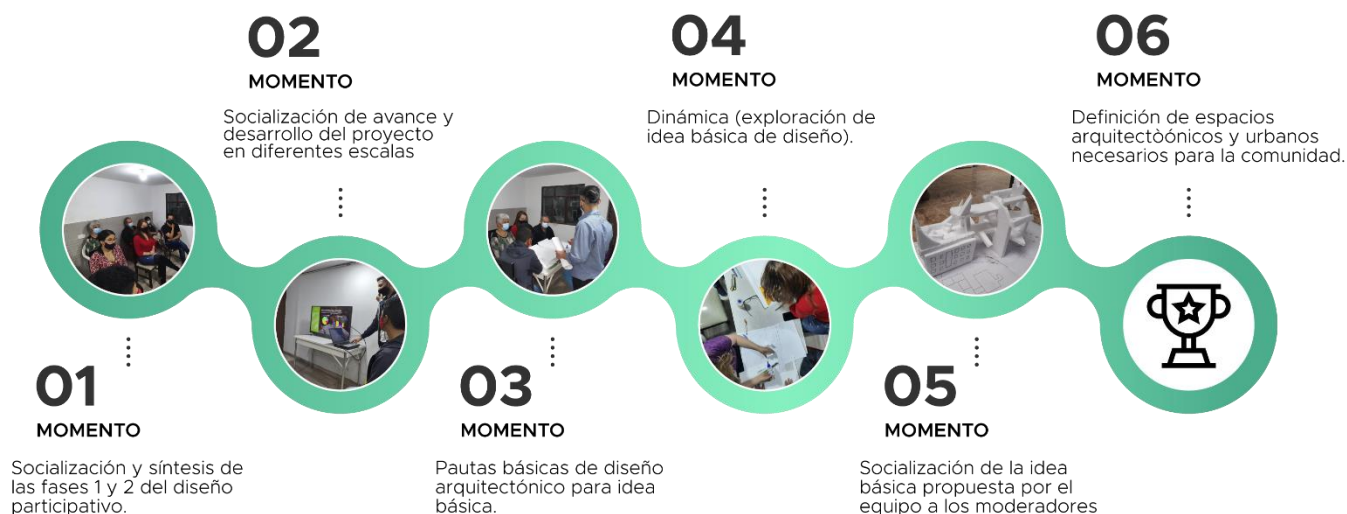 02
MOMENTO
Socialización de avance y
desarrollo del proyecto
en diferentes escalas
04
MOMENTO
Dinámica (exploración de
idea básica de diseño).
06
MOMENTO
Definición de espacios
arquitectòónicos y urbanos
necesarios para la comunidad.
01
MOMENTO
Socialización y síntesis de
las fases 1 y 2 del diseño
participativo.
03
MOMENTO
Pautas básicas de diseño
arquitectónico para idea
básica.
05
MOMENTO
Socialización de la idea
básica propuesta por el
equipo a los moderadores